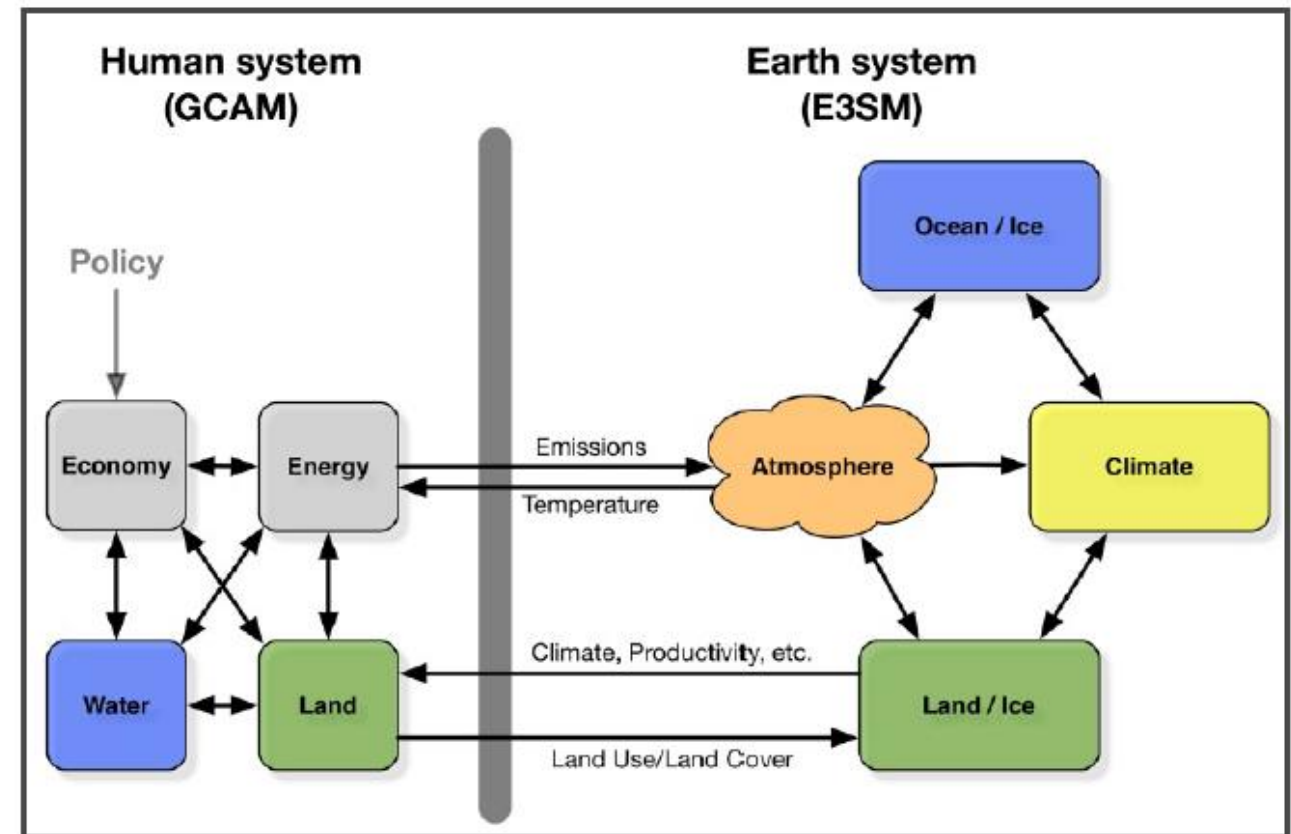 Human system
(GCAM)
Earth system
(E3SM)
Ocean / Ice
Policy
Economy
Energy
Emissions
Temperature
Atmosphere
Climate
Climate, Productivity, etc.
Water
Land
Land / Ice
Land Use/Land Cover